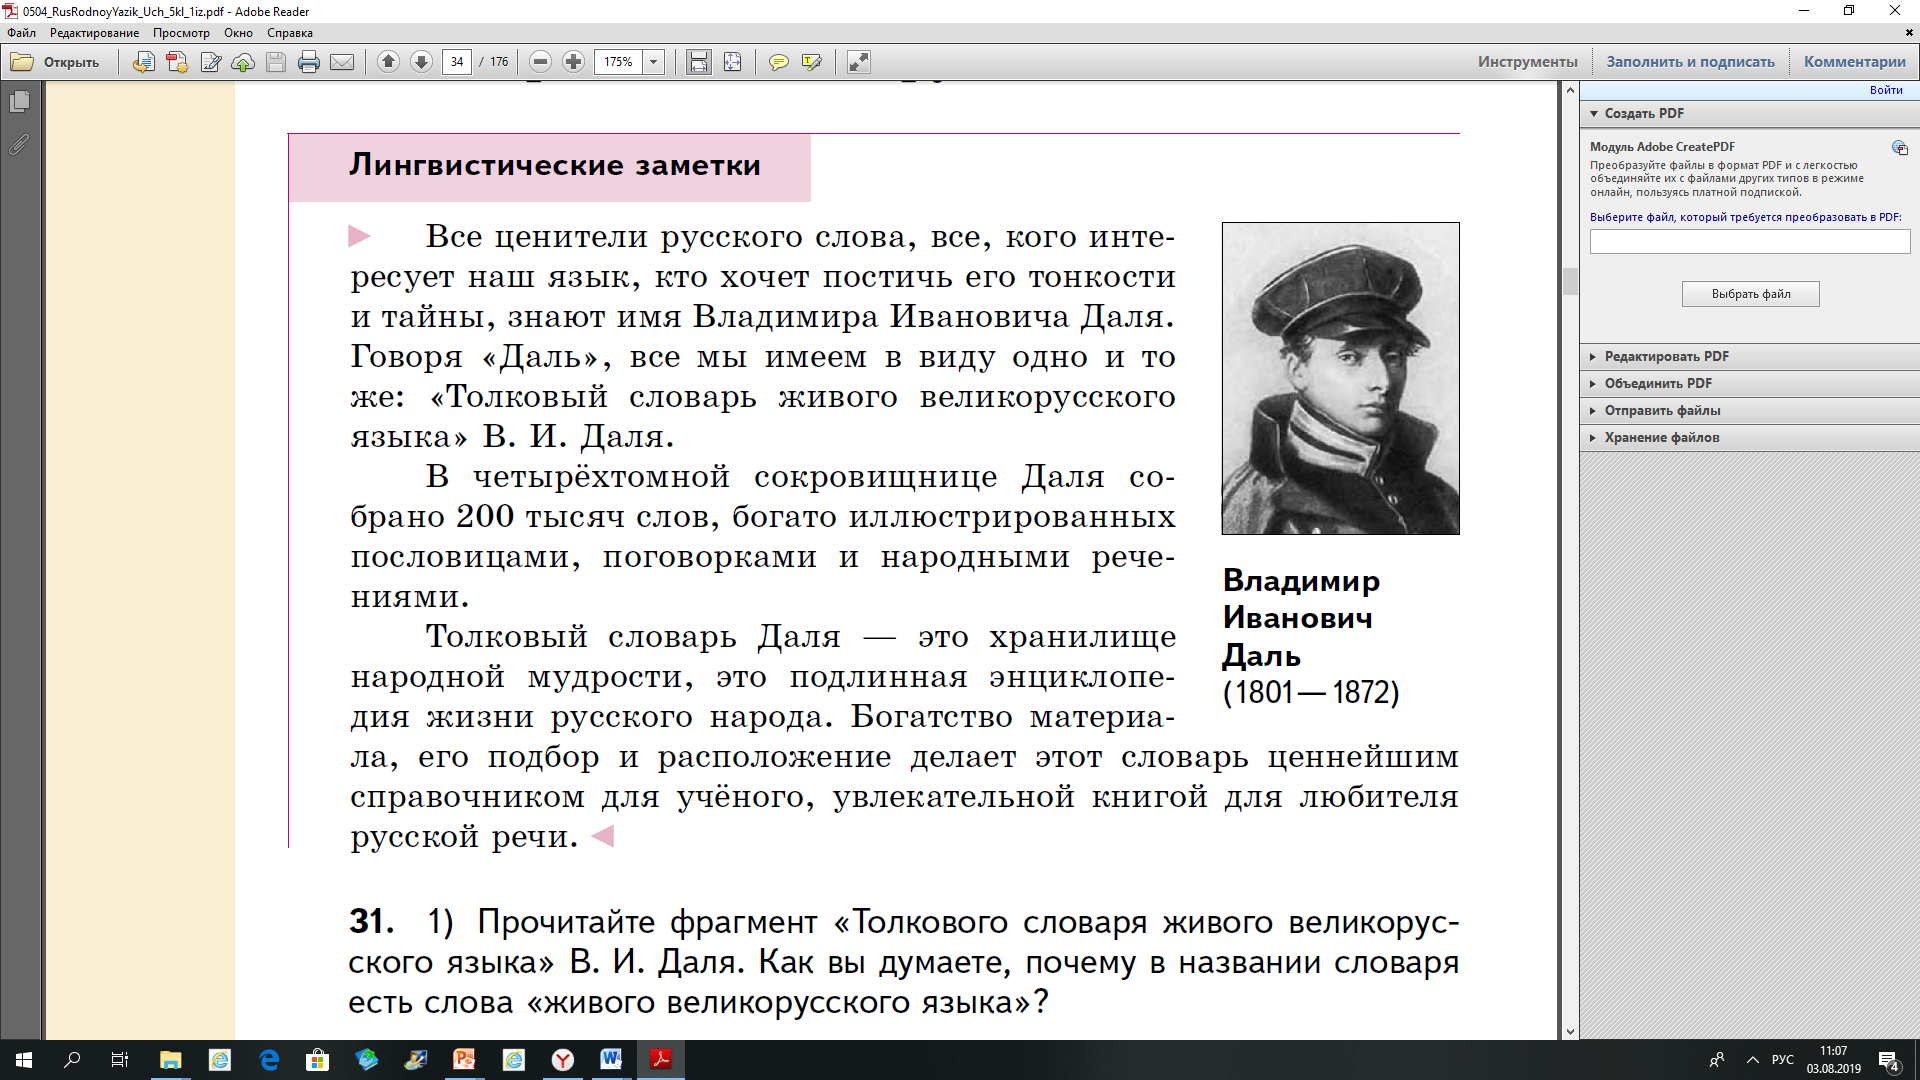 0504_RusRodnoyYazik_Uch_5kl_1iz.pdf - Adobe Reader
Файл Редактирование Просмотр Окно Справка
Открыть 34 / 176 175% Инструменты Заполнить и подписать Комментарии
Войти
Создать PDF
Модуль Adobe CreatePDF
Преобразуйте файлы в формат PDF и с легкостью
объединяйте их с файлами других типов в режиме
онлайн, пользуясь платной подпиской.
Выберите файл, который требуется преобразовать в PDF:
Выбрать файл
Редактировать PDF
Объединить PDF
Отправить файлы
Хранение файлов
Лингвистические заметки
Все ценители русского слова, все, кого инте-
ресует наш язык, кто хочет постичь его тонкости
и тайны, знают имя Владимира Ивановича Даля.
Говоря «Даль», все мы имеем в виду одно и то
же: «Толковый словарь живого великорусского
языка» В. И. Даля.
В четырёхтомной сокровищнице Даля со-
брано 200 тысяч слов, богато иллюстрированных
пословицами, поговорками и народными рече-
ниями.
Толковый словарь Даля — это хранилище
народной мудрости, это подлинная энциклопе-
дия жизни русского народа. Богатство материа-
ла, его подбор и расположение делает этот словарь ценнейшим
справочником для учёного, увлекательной книгой для любителя
русской речи.
Владимир
Иванович
Даль
(1801—1872)
31. 1) Прочитайте фрагмент «Толкового словаря живого великорус-
ского языка» В. И. Даля. Как вы думаете, почему в названии словаря
есть слова «живого великорусского языка»?
РУС
11:07
03.08.2019
4